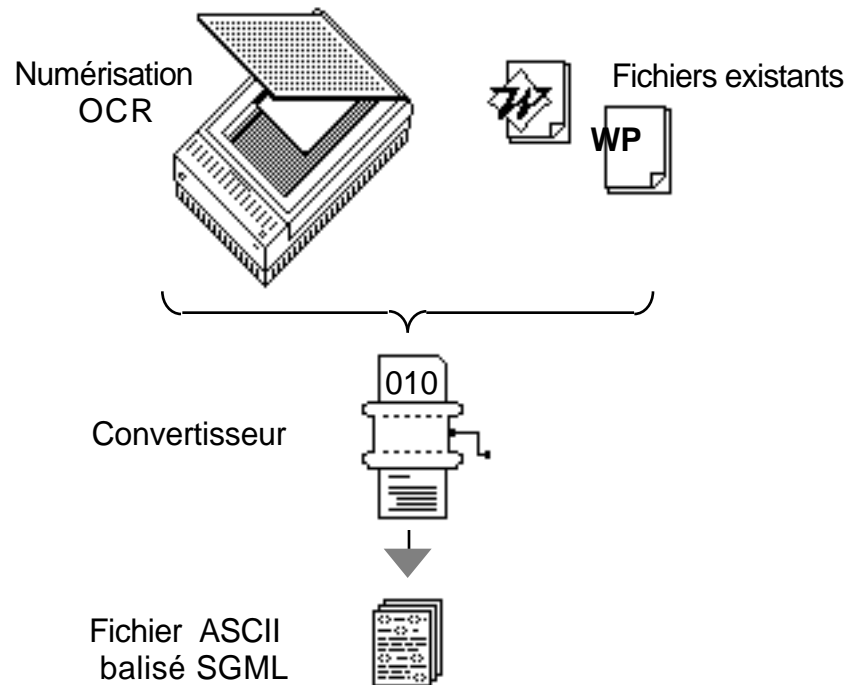 Numérisation
OCR
Fichiers existants
W
WP
010
Convertisseur
Fichier ASCII
balisé SGML